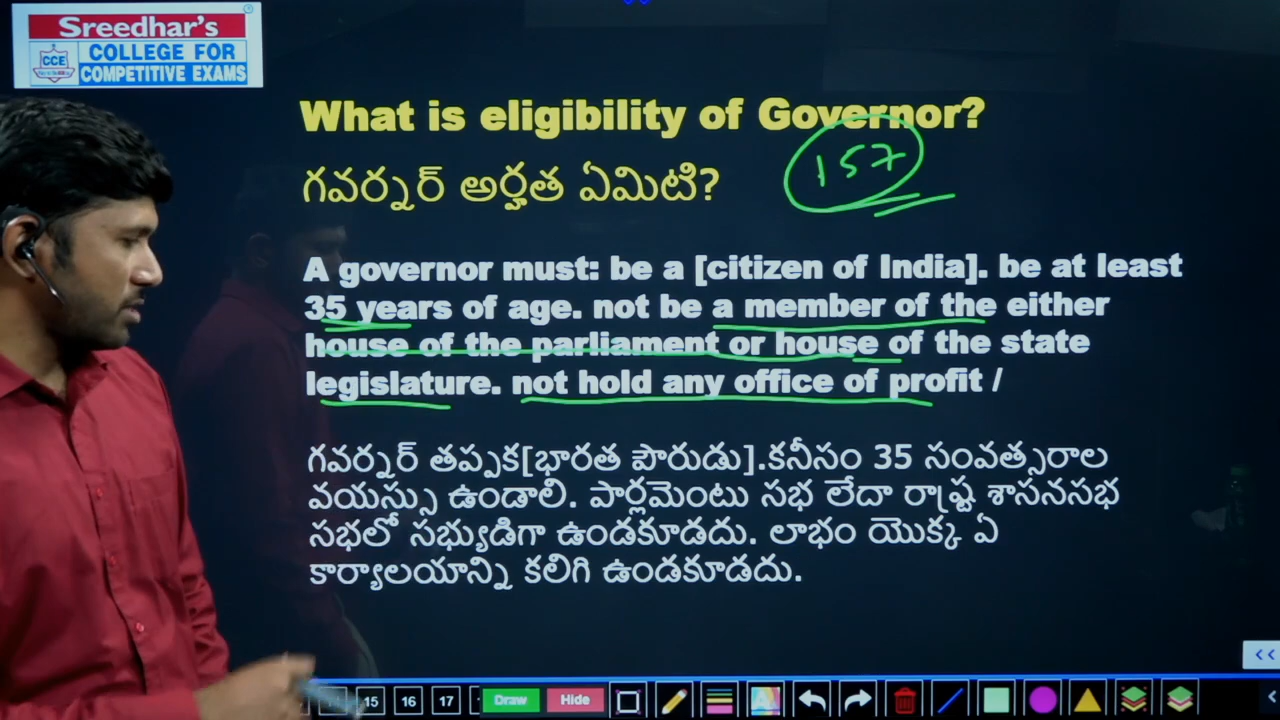 Sreedhar's
CCE
COLLEGE FOR
COMPETITIVE EXAMS
What is eligibility of Governor?
157
గవర్నర్ అర్హత ఏమిటి?
A governor must: be a [citizen of India]. be at least
35 years of age. not be a member of the either
house of the parliament or house of the state
legislature. not hold any office of profit /
గవర్నర్ తప్పక[భారత పౌరుడు].కనీసం 35 సంవత్సరాల
వయస్సు ఉండాలి. పార్లమెంటు సభ లేదా రాష్ట్ర శాసనసభ
సభలో సభ్యుడిగా ఉండకూడదు. లాభం యొక్క ఏ
కార్యాలయాన్ని కలిగి ఉండకూడదు.
15 16 17 Draw Hide